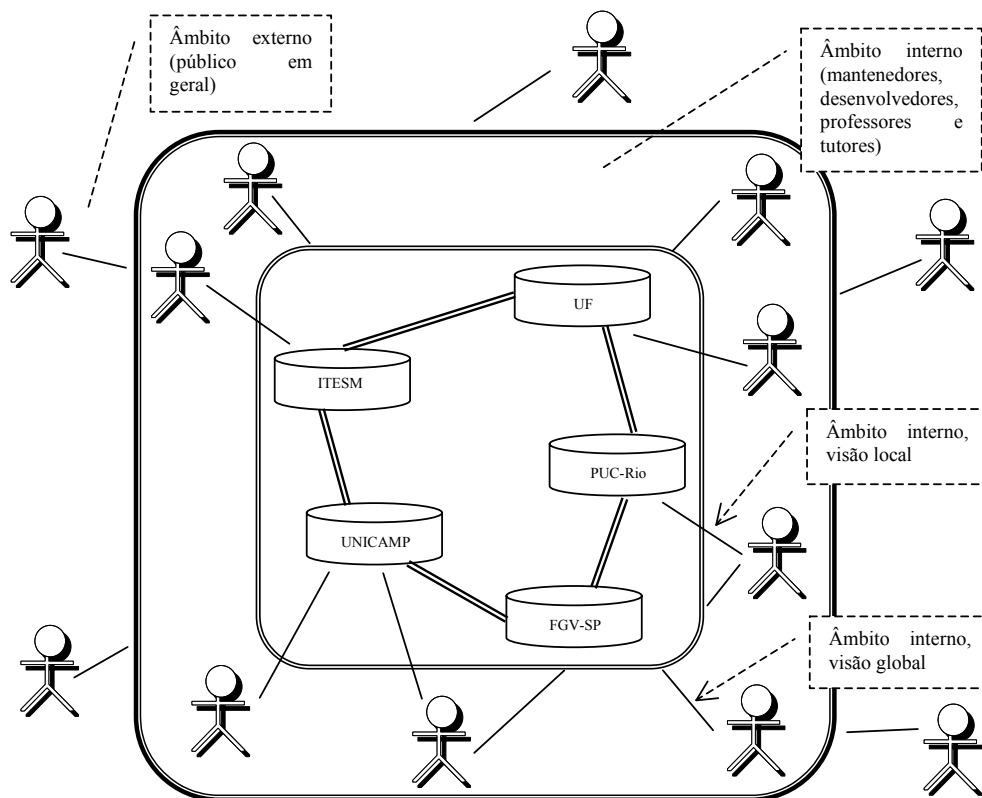 Âmbito externo
(público em
geral)
Âmbito interno
(mantenedores,
desenvolvedores,
professores e
tutores)
UF
ITESM
Âmbito interno,
visão local
PUC-Rio
UNICAMP
FGV-SP
Âmbito interno,
visão global